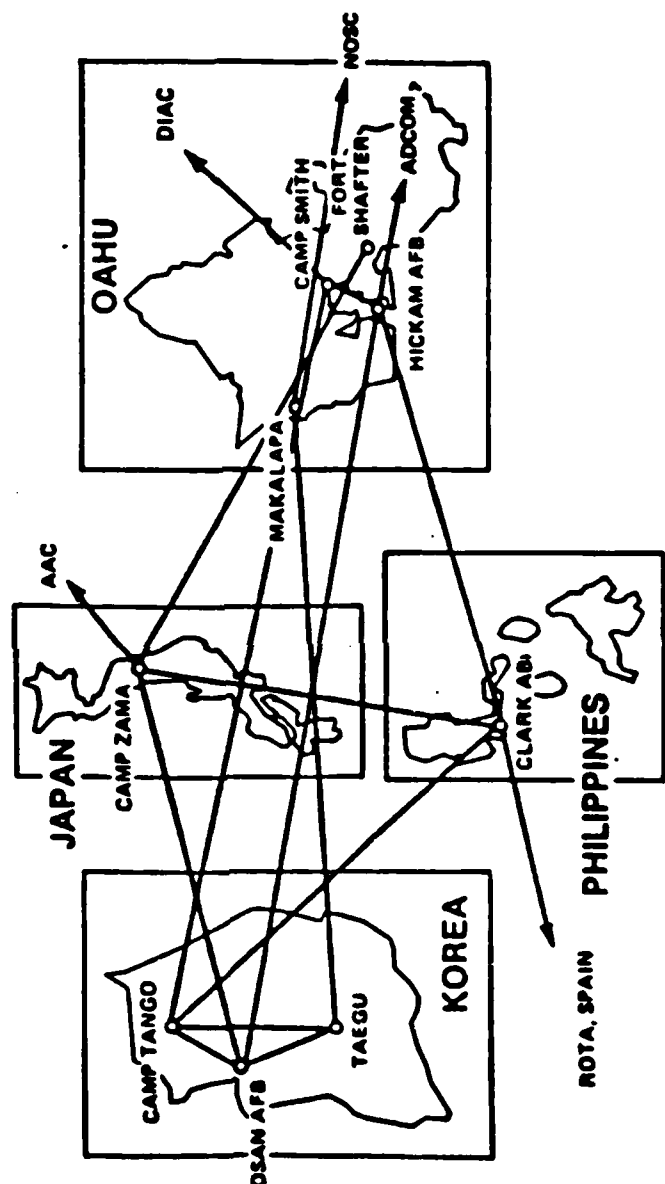 OAHU
DIAC
NOSC
CAMP SMITH
FORT
SHAFTER
ADCOM
HICKAM AFB
MAKALAPA
AAC
JAPAN
CAMP ZAMA
CLARK AB
PHILIPPINES
KOREA
CAMP TANGO
OSAN AFB
TAEGU
ROTA, SPAIN